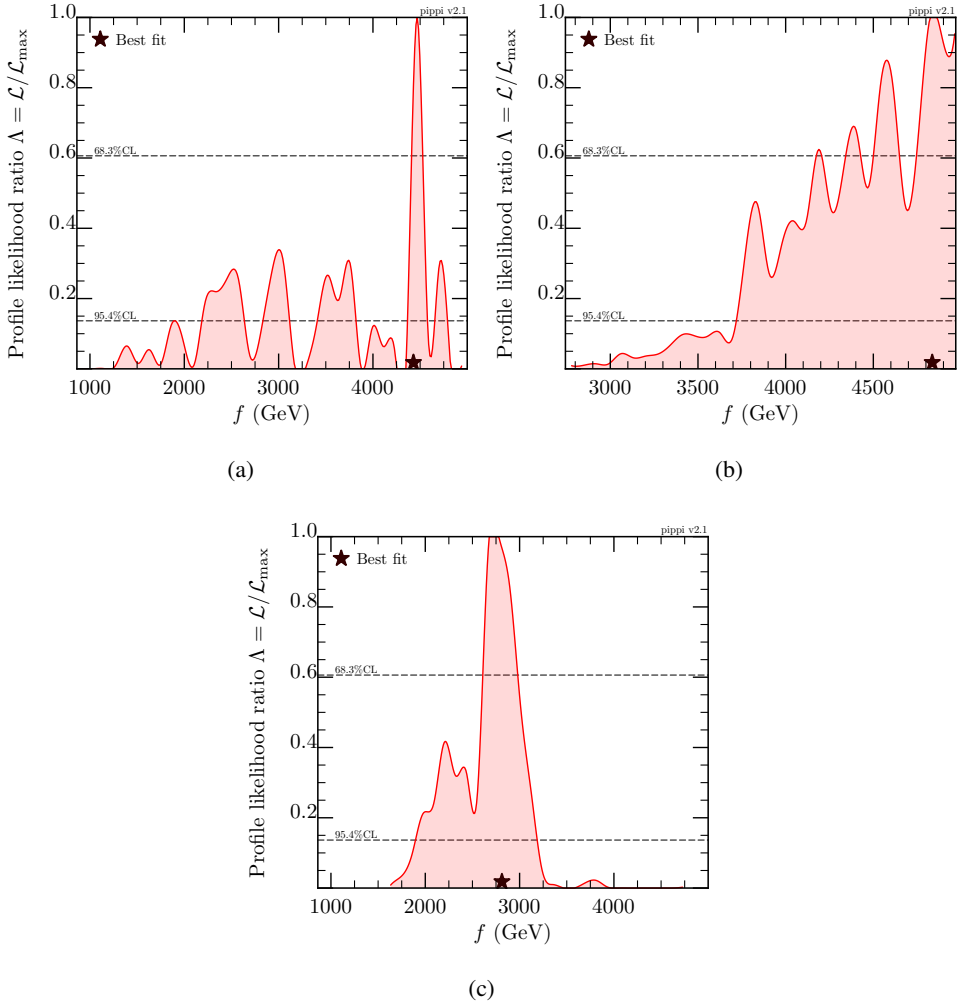 pippi v2.1
Best fit
Profile likelihood ratio Λ = ℒ/ℒmax
1.0
0.8
0.6
0.4
0.2
68.3%CL
95.4%CL
1000 2000 3000 4000
f (GeV)
(a)
pippi v2.1
Best fit
Profile likelihood ratio Λ = ℒ/ℒmax
1.0
0.8
0.6
0.4
0.2
68.3%CL
95.4%CL
3000 3500 4000 4500
f (GeV)
(b)
pippi v2.1
Best fit
Profile likelihood ratio Λ = ℒ/ℒmax
1.0
0.8
0.6
0.4
0.2
68.3%CL
95.4%CL
1000 2000 3000 4000
f (GeV)
(c)